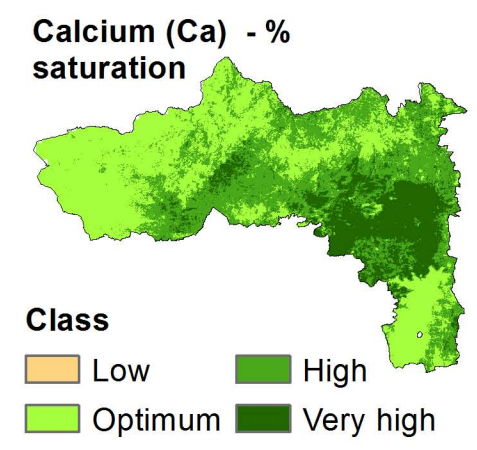 Calcium (Ca) - %
saturation
Class
Low
High
Optimum
Very high